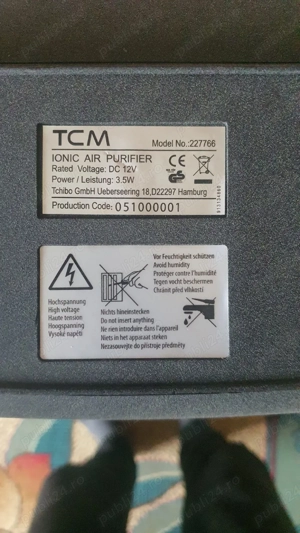 TCM
Model No.:227766
IONIC AIR PURIFIER
Rated Voltage: DC 12V
Power / Leistung: 3.5W
Tchibo GmbH Ueberseering 18,D22297 Hamburg
Production Code: 051000001
Hochspannung
High voltage
Haute tension
Hoogspanning
Vysoké napětí
Nichts hineinstecken
Do not insert anything
Ne rien introduire dans l'appareil
Niets in het apparaat steken
Nezasouvejte do přístroje předměty
Vor Feuchtigkeit schützen
Avoid humidity
Protéger contre l'humidité
Tegen vocht beschermen
Chránit před vlhkostí